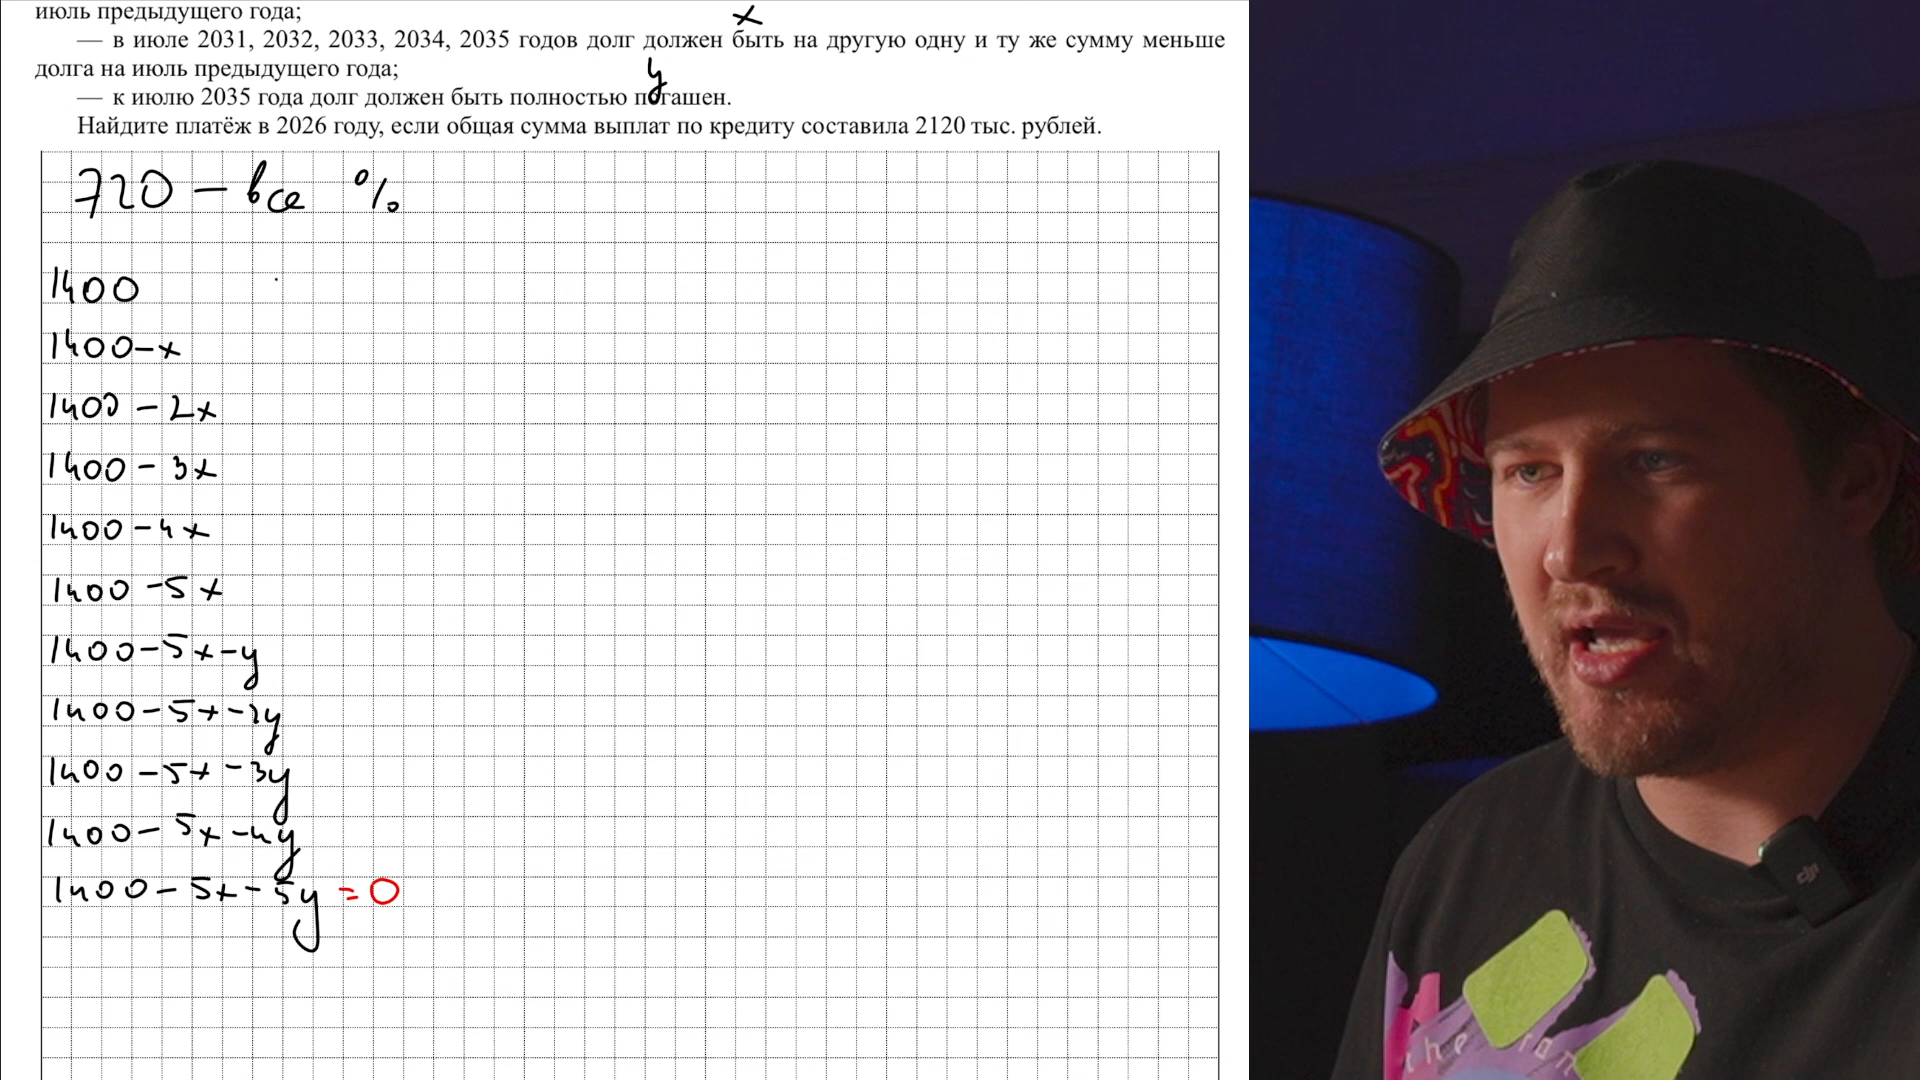 июль предыдущего года;
x
— в июле 2031, 2032, 2033, 2034, 2035 годов долг должен быть на другую одну и ту же сумму меньше
долга на июль предыдущего года;
y
— к июлю 2035 года долг должен быть полностью погашен.
Найдите платёж в 2026 году, если общая сумма выплат по кредиту составила 2120 тыс. рублей.
720 – все %
1400
1400-x
1400 - 2x
1400 - 3x
1400 - 4x
1400 - 5x
1400 - 5x - y
1400 - 5x - 2y
1400 - 5x - 3y
1400 - 5x - 4y
1400 - 5x - 5y = 0
dji
the ron